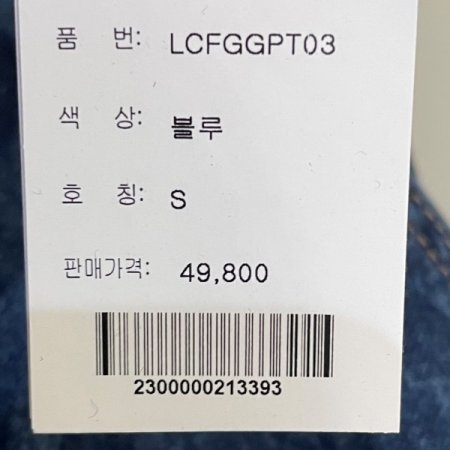 품 번: LCFGGPT03
색 상: 블루
호 칭: S
판매가격: 49,800
2300000213393